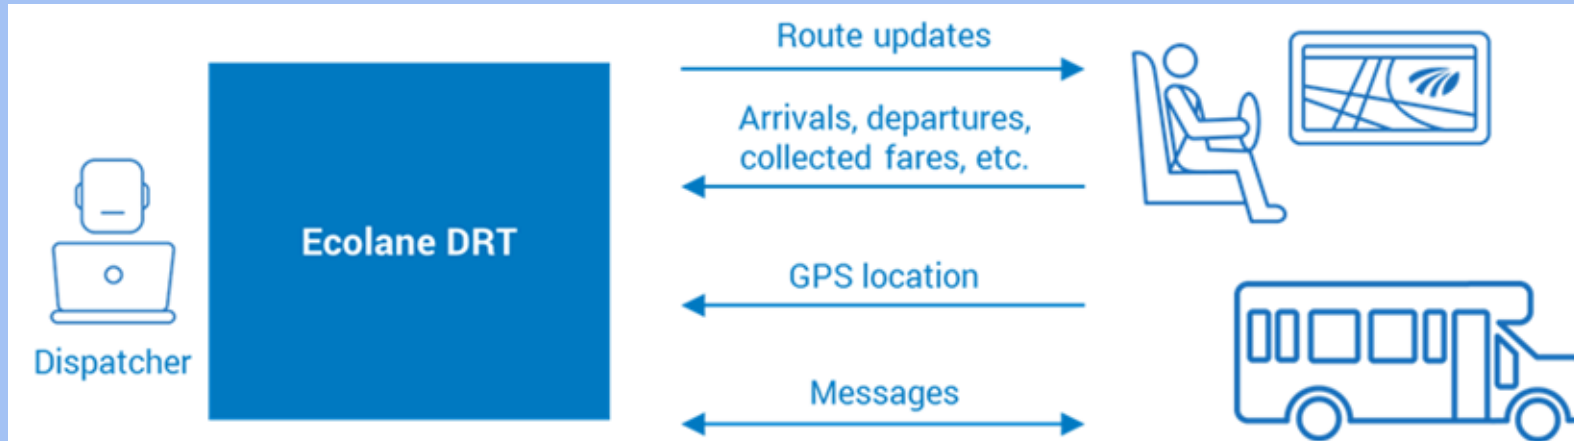 Route updates
Arrivals, departures,
collected fares, etc.
Ecolane DRT
GPS location
Dispatcher
Messages